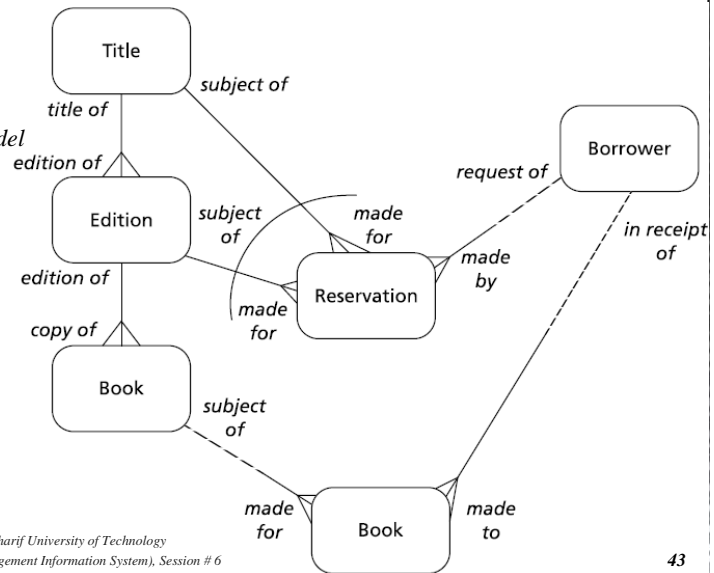 Title
subject of
title of
del
edition of
Borrower
request of
Edition
subject
of
made
for
in receipt
of
edition of
made
by
Reservation
made
for
copy of
Book
subject
of
made
for
Book
made
to
harif University of Technology
gement Information System), Session # 6
43